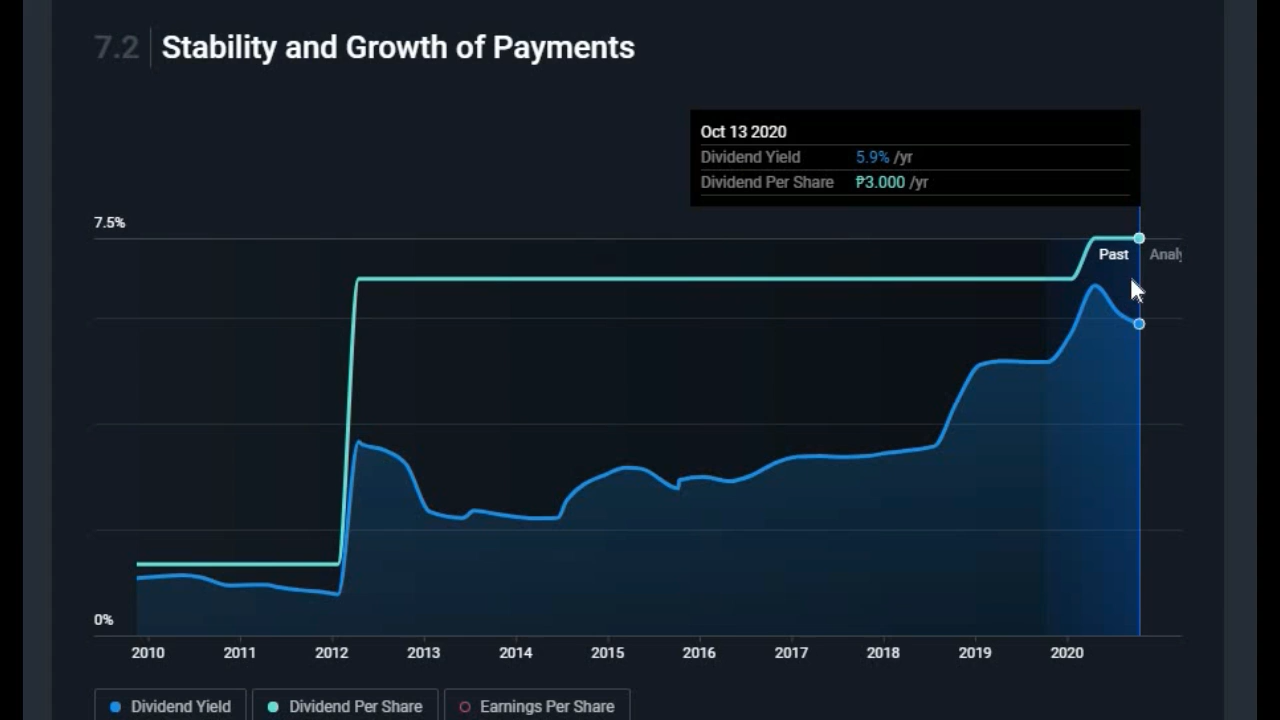 7.2 Stability and Growth of Payments
Oct 13 2020
Dividend Yield 5.9% /yr
Dividend Per Share ₱3.000 /yr
7.5%
Past
0%
2010 2011 2012 2013 2014 2015 2016 2017 2018 2019 2020
Dividend Yield Dividend Per Share Earnings Per Share